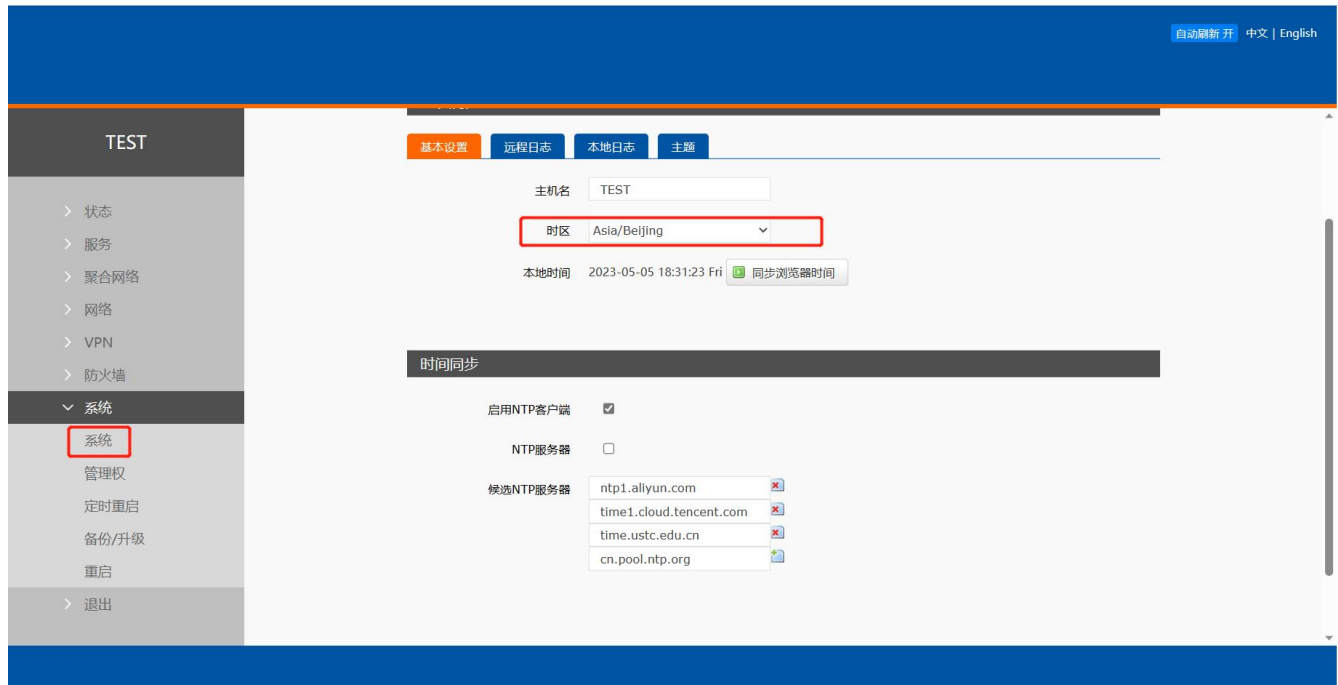 自动刷新 开 中文 | English
TEST
状态
服务
聚合网络
网络
VPN
防火墙
系统
系统
管理权
定时重启
备份/升级
重启
退出
基本设置 远程日志 本地日志 主题
主机名 TEST
时区 Asia/Beijing
本地时间 2023-05-05 18:31:23 Fri 同步浏览器时间
时间同步
启用NTP客户端
NTP服务器
候选NTP服务器 ntp1.aliyun.com
time1.cloud.tencent.com
time.ustc.edu.cn
cn.pool.ntp.org